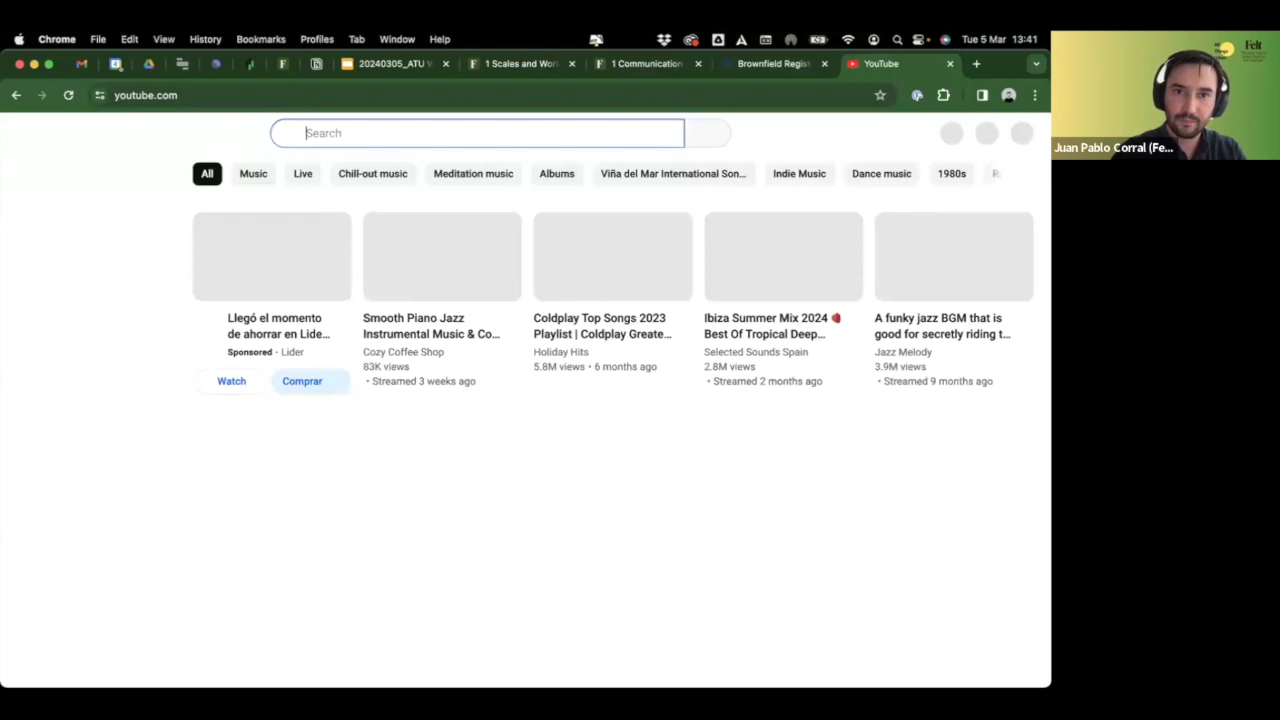 Chrome File Edit View History Bookmarks Profiles Tab Window Help Tue 5 Mar 13:41
20240305_ATU 1 Scales and Wor 1 Communication Brownfield Regist YouTube
youtube.com
Search
All Music Live Chill-out music Meditation music Albums Viña del Mar International Son... Indie Music Dance music 1980s
Llegó el momento
de ahorrar en Lide...
Sponsored · Lider
Watch Comprar
Smooth Piano Jazz
Instrumental Music & Co...
Cozy Coffee Shop
83K views
• Streamed 3 weeks ago
Coldplay Top Songs 2023
Playlist | Coldplay Greate...
Holiday Hits
5.8M views • 6 months ago
Ibiza Summer Mix 2024
Best Of Tropical Deep...
Selected Sounds Spain
2.8M views
• Streamed 2 months ago
A funky jazz BGM that is
good for secretly riding t...
Jazz Melody
3.9M views
• Streamed 9 months ago
Felt
Juan Pablo Corral (Fe...